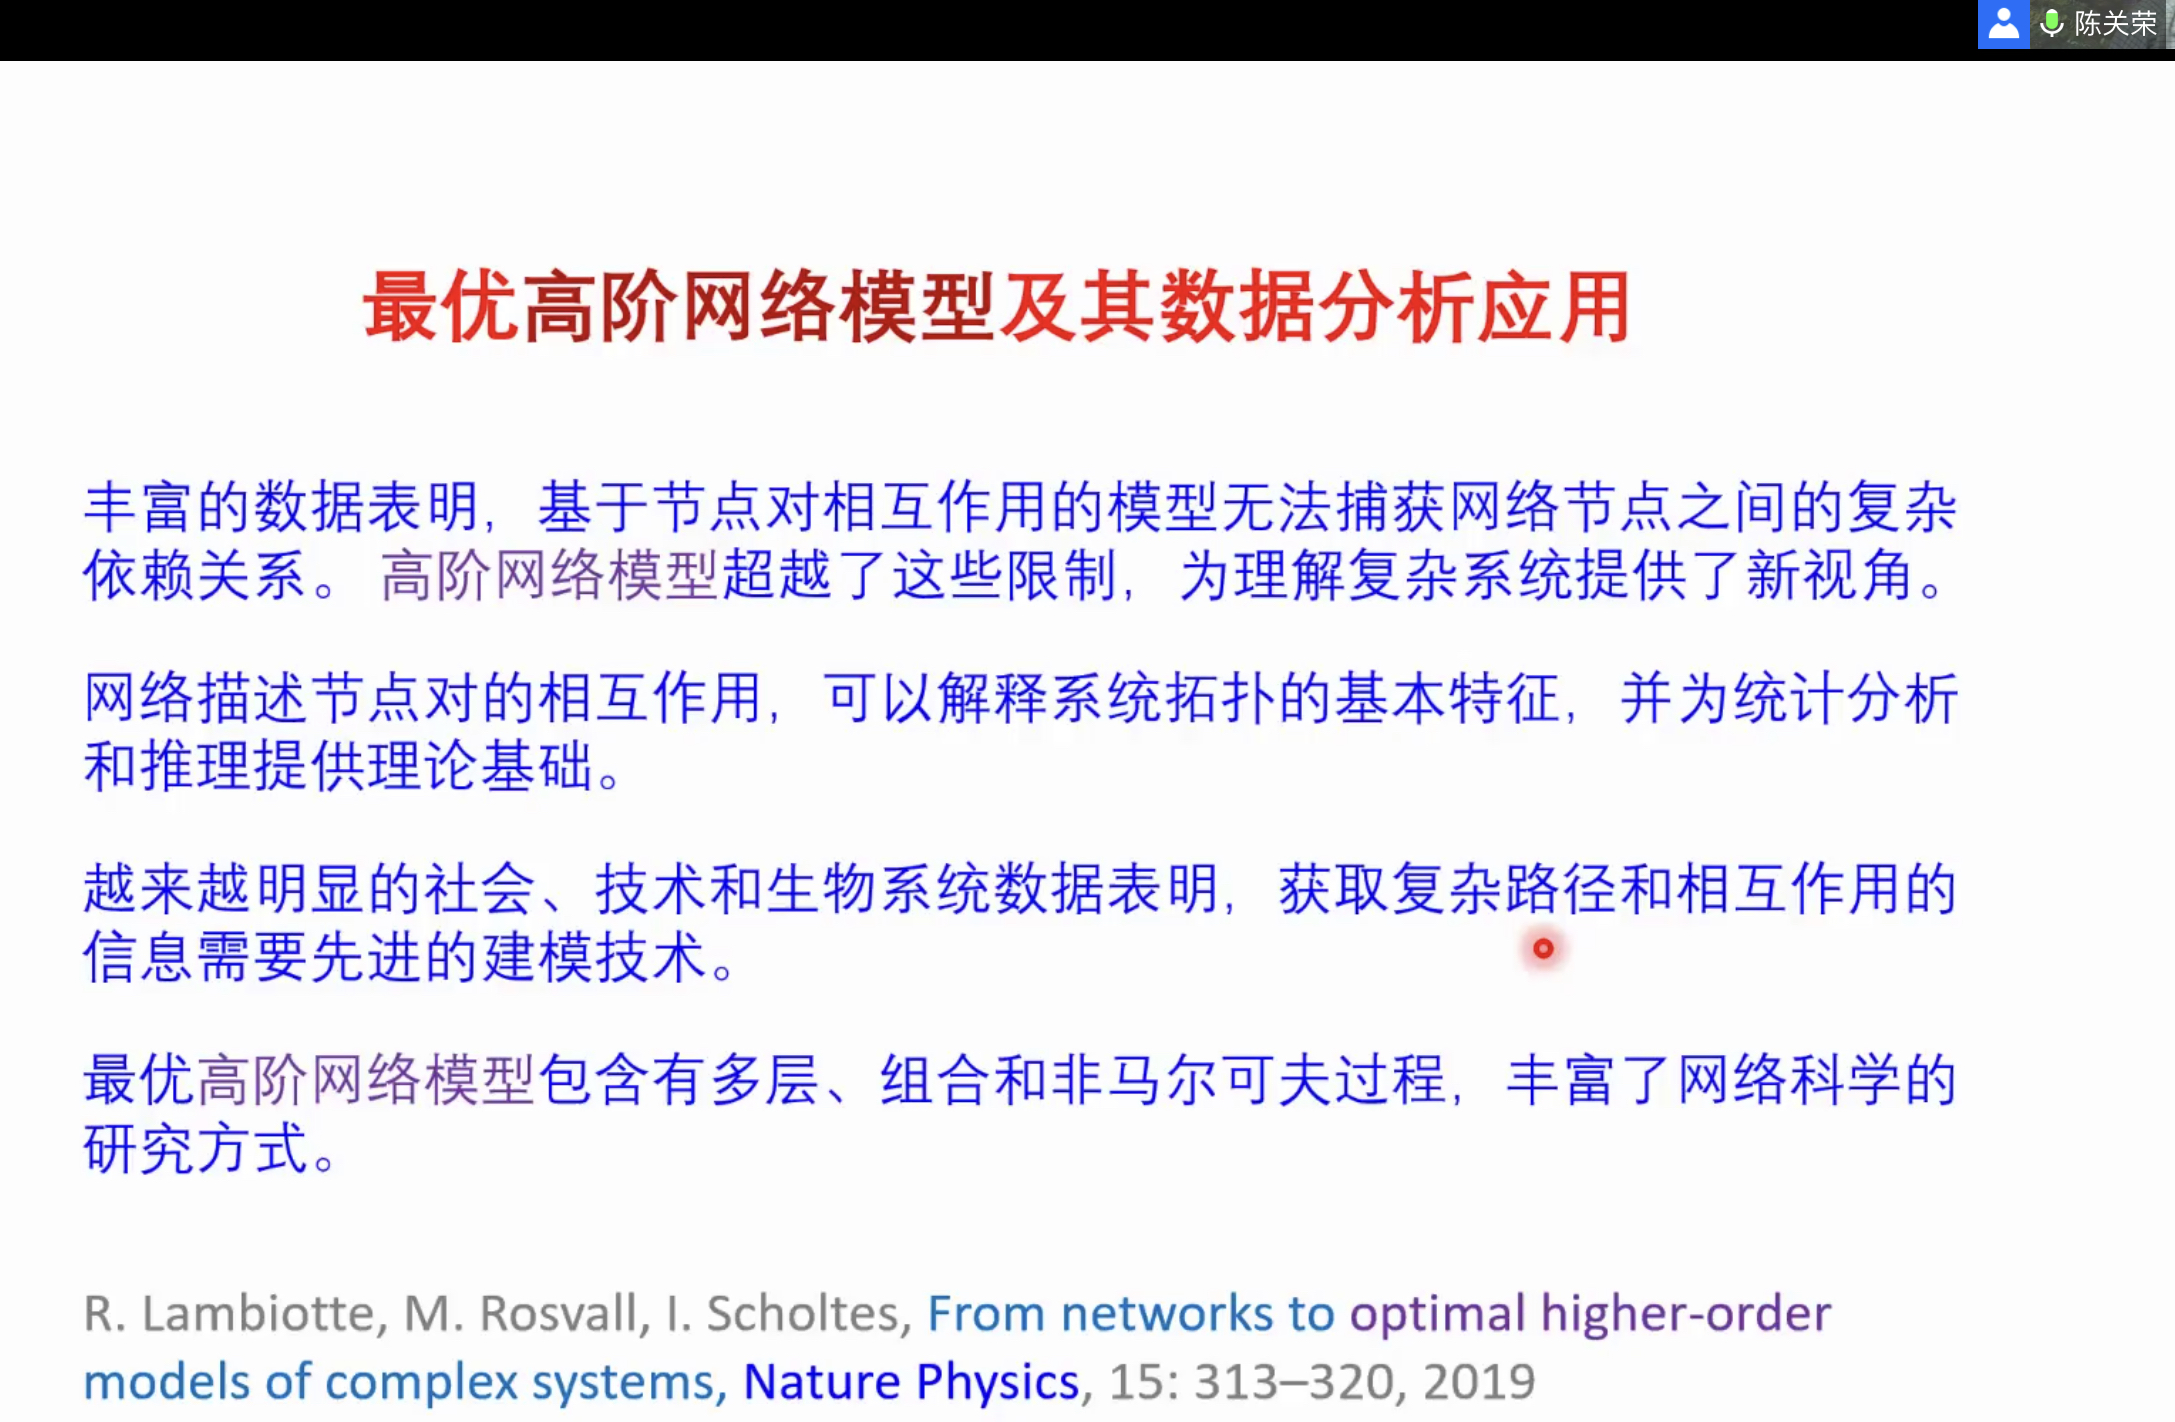 陈关荣
最优高阶网络模型及其数据分析应用
丰富的数据表明，基于节点对相互作用的模型无法捕获网络节点之间的复杂
依赖关系。高阶网络模型超越了这些限制，为理解复杂系统提供了新视角。
网络描述节点对的相互作用，可以解释系统拓扑的基本特征，并为统计分析
和推理提供理论基础。
越来越明显的社会、技术和生物系统数据表明，获取复杂路径和相互作用的
信息需要先进的建模技术。
最优高阶网络模型包含有多层、组合和非马尔可夫过程，丰富了网络科学的
研究方式。
R. Lambiotte, M. Rosvall, I. Scholtes, From networks to optimal higher-order
models of complex systems, Nature Physics, 15: 313–320, 2019